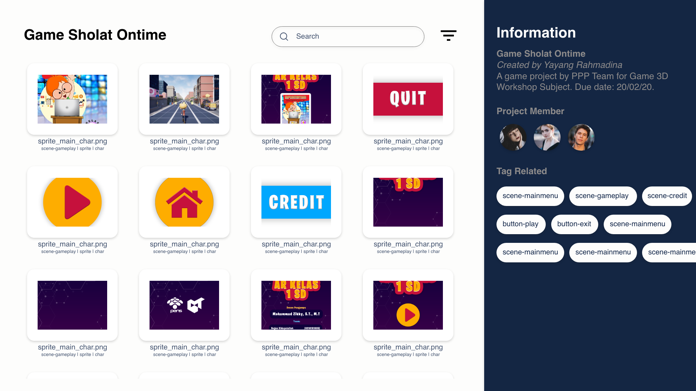 Game Sholat Ontime
Search
AR KELAS
1 SD
QUIT
sprite_main_char.png
scene-gameplay | sprite | char
sprite_main_char.png
scene-gameplay | sprite | char
sprite_main_char.png
scene-gameplay | sprite | char
sprite_main_char.png
scene-gameplay | sprite | char
CREDIT
1 SD
sprite_main_char.png
scene-gameplay | sprite | char
sprite_main_char.png
scene-gameplay | sprite | char
sprite_main_char.png
scene-gameplay | sprite | char
sprite_main_char.png
scene-gameplay | sprite | char
AR KELAS
1 SD
AR KELAS
1 SD
sprite_main_char.png
scene-gameplay | sprite | char
sprite_main_char.png
scene-gameplay | sprite | char
sprite_main_char.png
scene-gameplay | sprite | char
sprite_main_char.png
scene-gameplay | sprite | char
Information
Game Sholat Ontime
Created by Yayang Rahmadina
A game project by PPP Team for Game 3D
Workshop Subject. Due date: 20/02/20.
Project Member
Tag Related
scene-mainmenu scene-gameplay scene-credit
button-play button-exit scene-mainmenu
scene-mainmenu scene-mainmenu scene-mainme